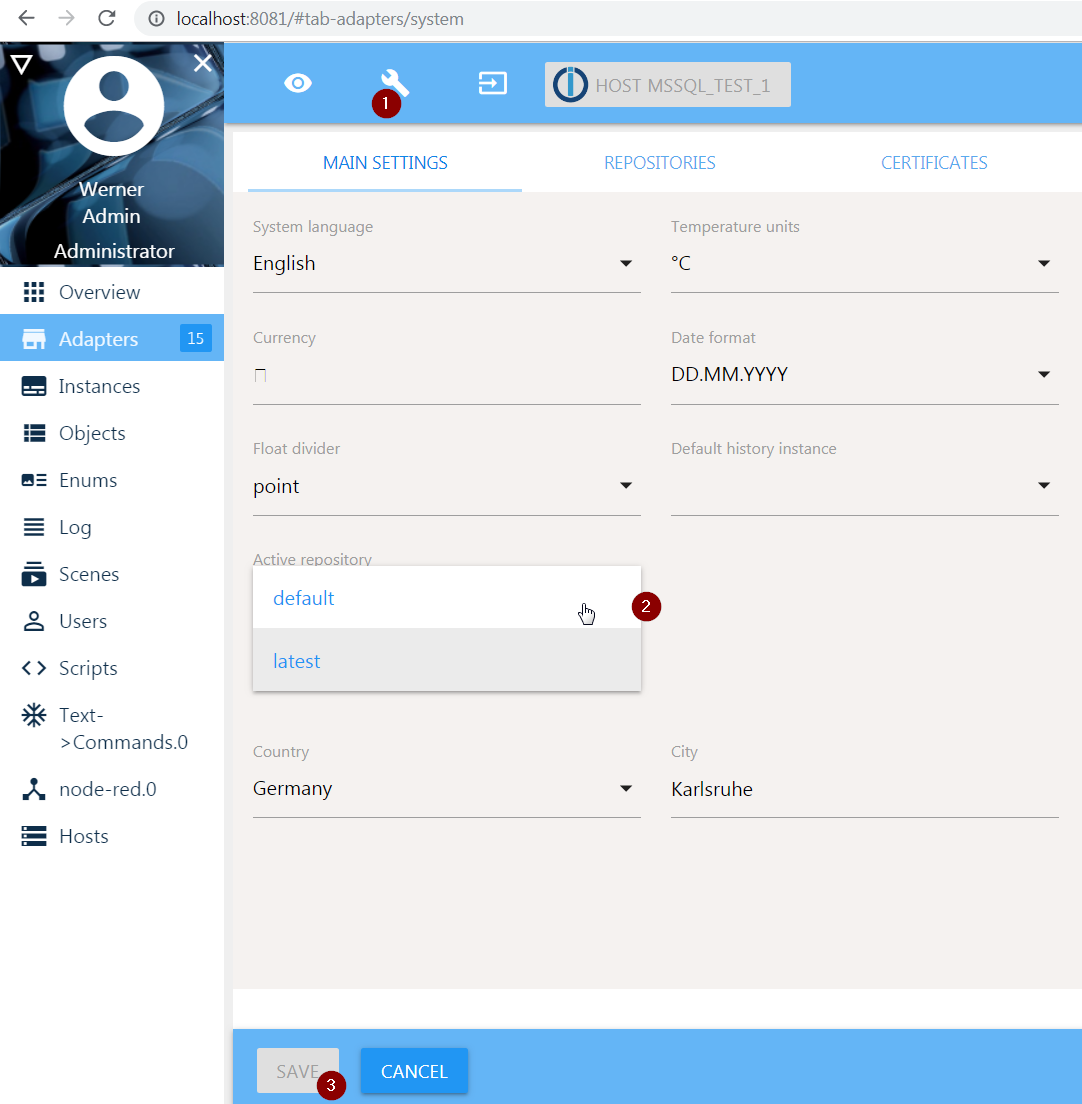 localhost:8081/#tab-adapters/system
1
HOST MSSQL_TEST_1
Werner
Admin
Administrator
Overview
Adapters 15
Instances
Objects
Enums
Log
Scenes
Users
Scripts
Text-
>Commands.0
node-red.0
Hosts
MAIN SETTINGS REPOSITORIES CERTIFICATES
System language Temperature units
English °C
Currency Date format
DD.MM.YYYY
Float divider Default history instance
point
Active repository
default 2
latest
Country City
Germany Karlsruhe
SAVE 3 CANCEL